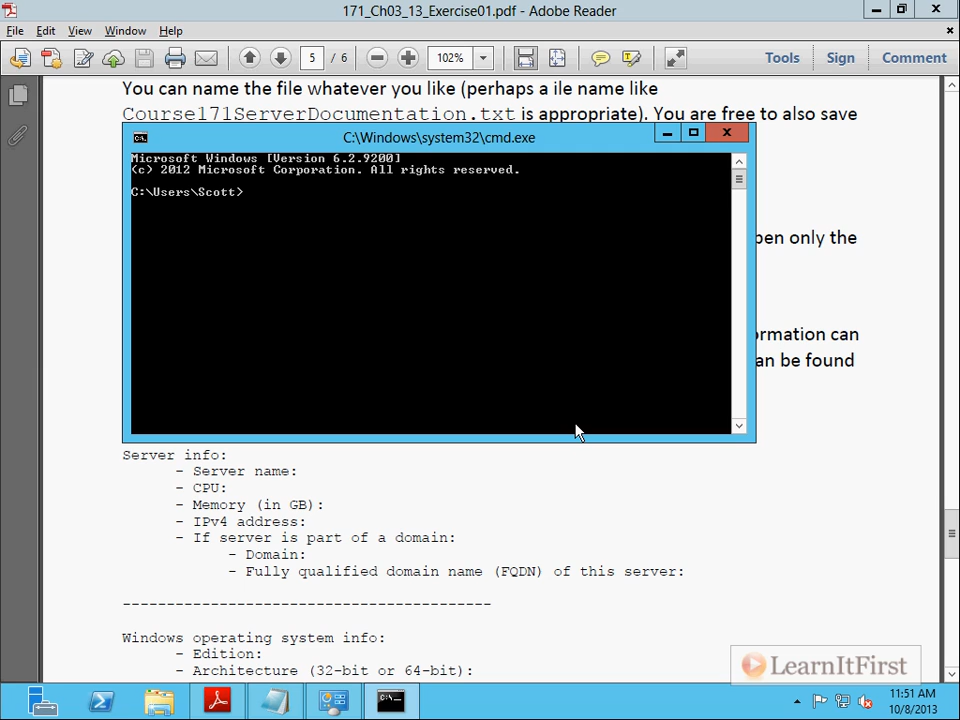 171_Ch03_13_Exercise01.pdf - Adobe Reader
File Edit View Window Help
5 / 6 102% Tools Sign Comment
You can name the file whatever you like (perhaps a ile name like
Course171ServerDocumentation.txt is appropriate). You are free to also save
C:\Windows\system32\cmd.exe
Microsoft Windows [Version 6.2.9200]
(c) 2012 Microsoft Corporation. All rights reserved.
C:\Users\Scott>
pen only the
ormation can
an be found
Server info:
- Server name:
- CPU:
- Memory (in GB):
- IPv4 address:
- If server is part of a domain:
- Domain:
- Fully qualified domain name (FQDN) of this server:
-----------------------------------------
Windows operating system info:
- Edition:
- Architecture (32-bit or 64-bit):
LearnItFirst
11:51 AM
10/8/2013